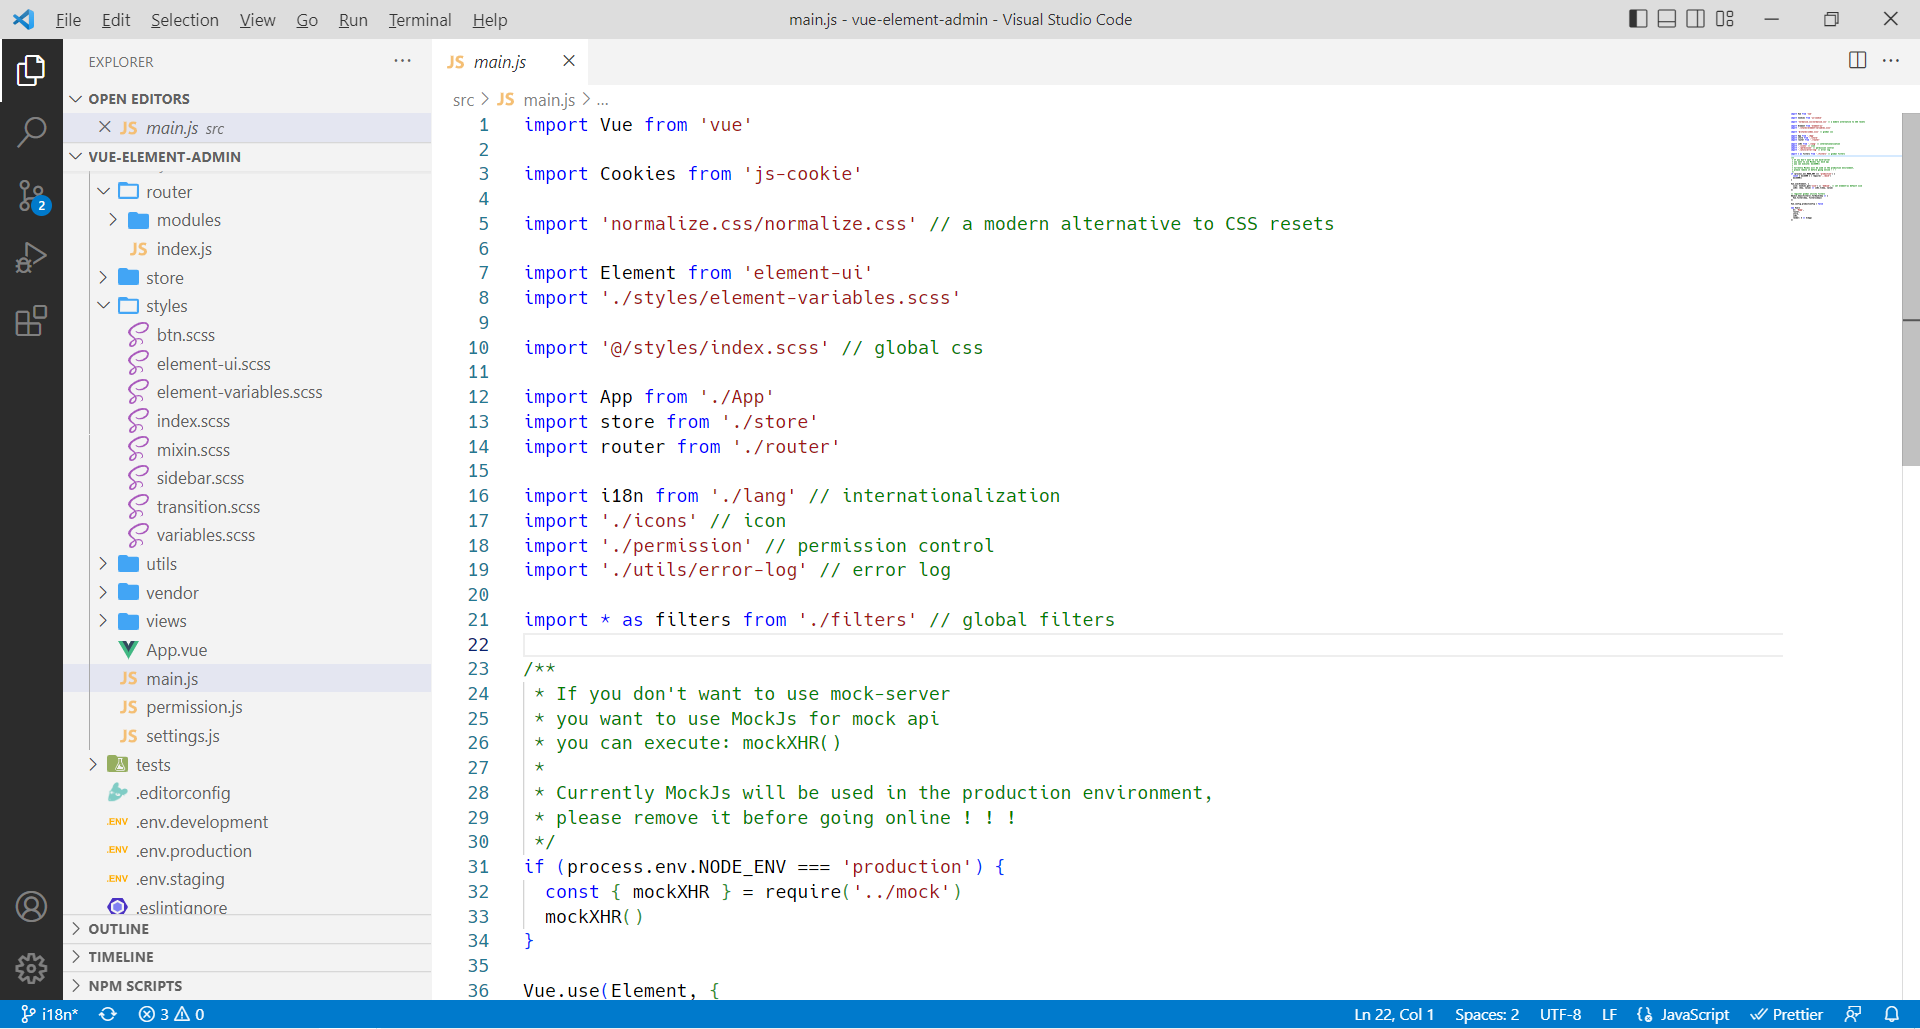 File Edit Selection View Go Run Terminal Help
main.js - vue-element-admin - Visual Studio Code
EXPLORER
OPEN EDITORS
JS main.js src
VUE-ELEMENT-ADMIN
router
modules
JS index.js
store
styles
btn.scss
element-ui.scss
element-variables.scss
index.scss
mixin.scss
sidebar.scss
transition.scss
variables.scss
utils
vendor
views
App.vue
JS main.js
JS permission.js
JS settings.js
tests
.editorconfig
.ENV .env.development
.ENV .env.production
.ENV .env.staging
.eslintignore
OUTLINE
TIMELINE
NPM SCRIPTS
2
JS main.js
src > JS main.js > ...
1 import Vue from 'vue'
2
3 import Cookies from 'js-cookie'
4
5 import 'normalize.css/normalize.css' // a modern alternative to CSS resets
6
7 import Element from 'element-ui'
8 import './styles/element-variables.scss'
9
10 import '@/styles/index.scss' // global css
11
12 import App from './App'
13 import store from './store'
14 import router from './router'
15
16 import i18n from './lang' // internationalization
17 import './icons' // icon
18 import './permission' // permission control
19 import './utils/error-log' // error log
20
21 import * as filters from './filters' // global filters
22
23 /**
24 * If you don't want to use mock-server
25 * you want to use MockJs for mock api
26 * you can execute: mockXHR()
27 *
28 * Currently MockJs will be used in the production environment,
29 * please remove it before going online ! ! !
30 */
31 if (process.env.NODE_ENV === 'production') {
32 const { mockXHR } = require('../mock')
33 mockXHR()
34 }
35
36 Vue.use(Element, {
i18n* 3 0
Ln 22, Col 1 Spaces: 2 UTF-8 LF JavaScript Prettier